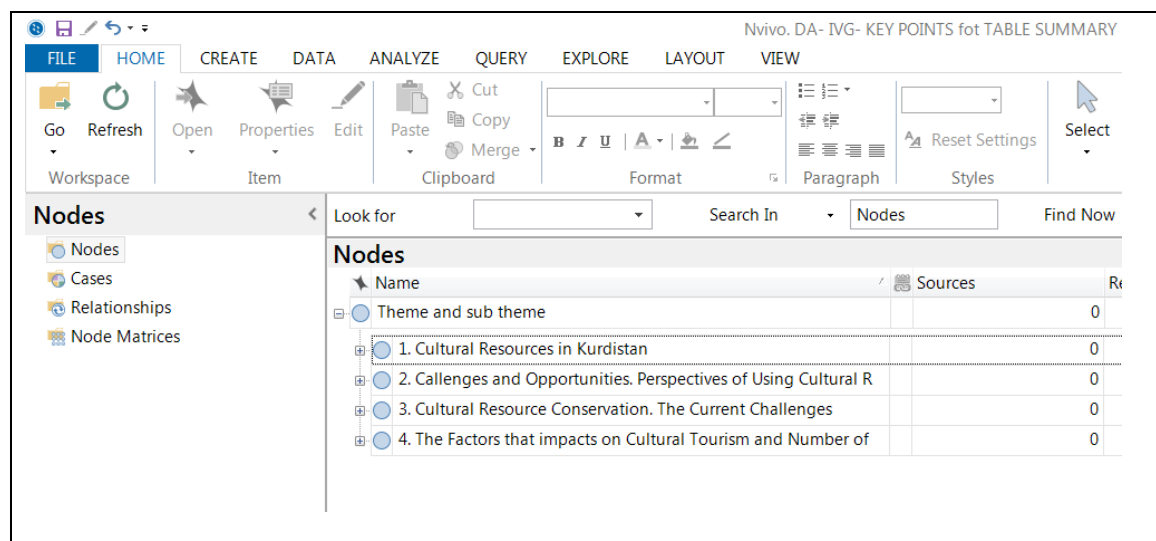 Nvivo. DA- IVG- KEY POINTS fot TABLE SUMMARY
FILE HOME CREATE DATA ANALYZE QUERY EXPLORE LAYOUT VIEW
Go Refresh Open Properties Edit Paste Cut Copy Merge B I U A Reset Settings Select
Workspace Item Clipboard Format Paragraph Styles
Nodes
Nodes
Cases
Relationships
Node Matrices
Look for Search In Nodes Find Now
Nodes
Name Sources
Theme and sub theme 0
1. Cultural Resources in Kurdistan 0
2. Callenges and Opportunities. Perspectives of Using Cultural R 0
3. Cultural Resource Conservation. The Current Challenges 0
4. The Factors that impacts on Cultural Tourism and Number of 0